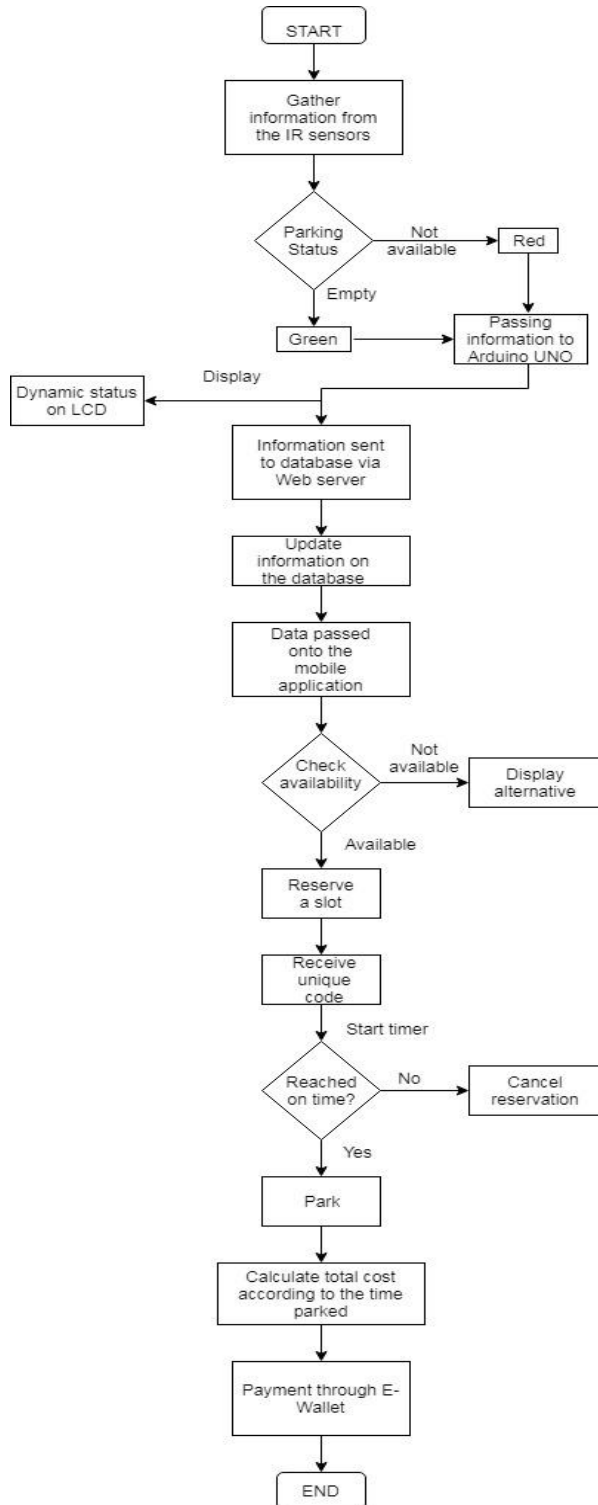 START
Gather
information from
the IR sensors
Parking
Status
Not
available
Red
Empty
Green
Passing
information to
Arduino UNO
Display
Dynamic status
on LCD
Information sent
to database via
Web server
Update
information on
the database
Data passed
onto the
mobile
application
Check
availability
Not
available
Display
alternative
Available
Reserve
a slot
Receive
unique
code
Start timer
Reached
on time?
No
Cancel
reservation
Yes
Park
Calculate total cost
according to the time
parked
Payment through E-
Wallet
END